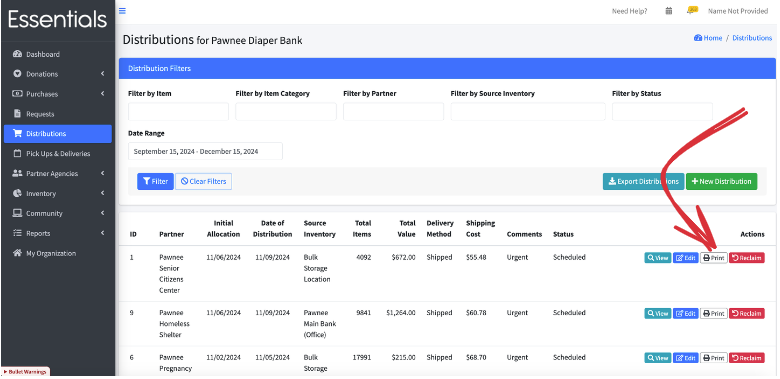 Essentials
Need Help?
Name Not Provided
Dashboard
Donations
Purchases
Requests
Distributions
Pick Ups & Deliveries
Partner Agencies
Inventory
Community
Reports
My Organization
Bullet Warnings
Distributions for Pawnee Diaper Bank
Home / Distributions
Distribution Filters
Filter by Item Filter by Item Category Filter by Partner Filter by Source Inventory Filter by Status
Date Range
September 15, 2024 - December 15, 2024
Filter Clear Filters Export Distributions New Distribution
ID Partner Initial Allocation Date of Distribution Source Inventory Total Items Total Value Delivery Method Shipping Cost Comments Status Actions
1 Pawnee Senior Citizens Center 11/06/2024 11/09/2024 Bulk Storage Location 4092 $672.00 Shipped $55.48 Urgent Scheduled View Edit Print Reclaim
9 Pawnee Homeless Shelter 11/06/2024 11/09/2024 Pawnee Main Bank (Office) 9841 $1,264.00 Shipped $60.78 Urgent Scheduled View Edit Print Reclaim
6 Pawnee Pregnancy 11/02/2024 11/05/2024 Bulk Storage 17991 $215.00 Shipped $68.70 Urgent Scheduled View Edit Print Reclaim